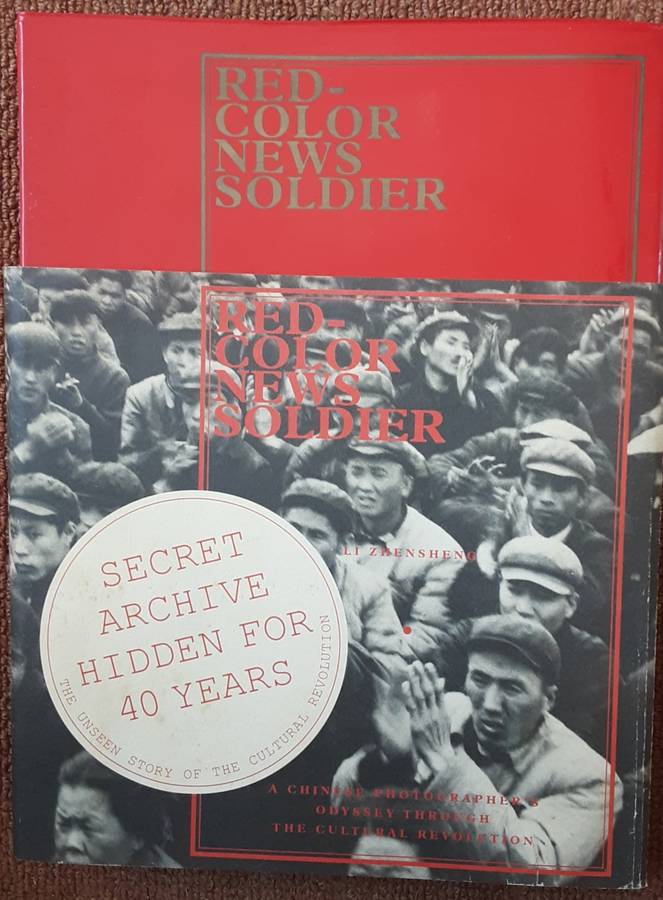 RED-
COLOR
NEWS
SOLDIER
RED-
COLOR
NEWS
SOLDIER
LI ZHENSHENG
SECRET
ARCHIVE
HIDDEN FOR
40 YEARS
THE UNSEEN STORY OF THE CULTURAL REVOLUTION
A CHINESE PHOTOGRAPHER'S
ODYSSEY THROUGH
THE CULTURAL REVOLUTION